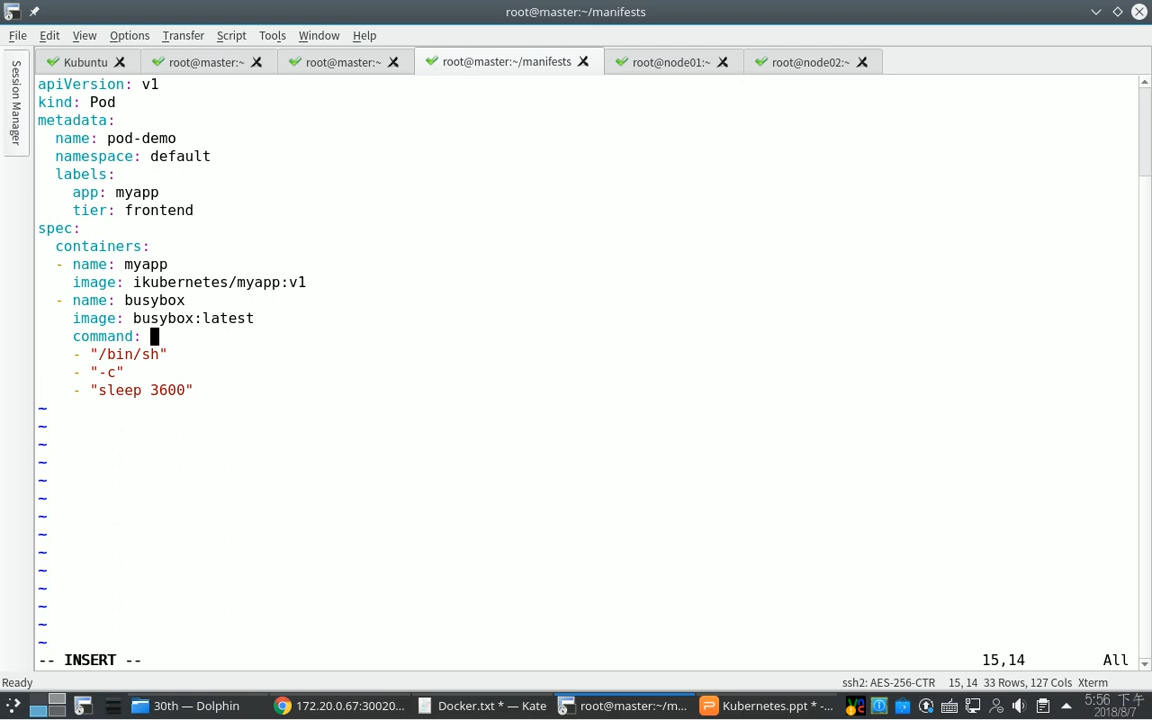 root@master:~/manifests
File Edit View Options Transfer Script Tools Window Help
Kubuntu root@master:~ root@master:~ root@master:~/manifests root@node01:~ root@node02:~
Session Manager
apiVersion: v1
kind: Pod
metadata:
  name: pod-demo
  namespace: default
  labels:
    app: myapp
    tier: frontend
spec:
  containers:
  - name: myapp
    image: ikubernetes/myapp:v1
  - name: busybox
    image: busybox:latest
    command:
    - "/bin/sh"
    - "-c"
    - "sleep 3600"
~
~
~
~
~
~
~
~
~
~
~
~
~
~
-- INSERT -- 15,14 All
Ready ssh2: AES-256-CTR 15, 14 33 Rows, 127 Cols Xterm
30th — Dolphin 172.20.0.67:30020... Docker.txt * — Kate root@master:~/m... Kubernetes.ppt * -... 5:56 下午
2018/8/7